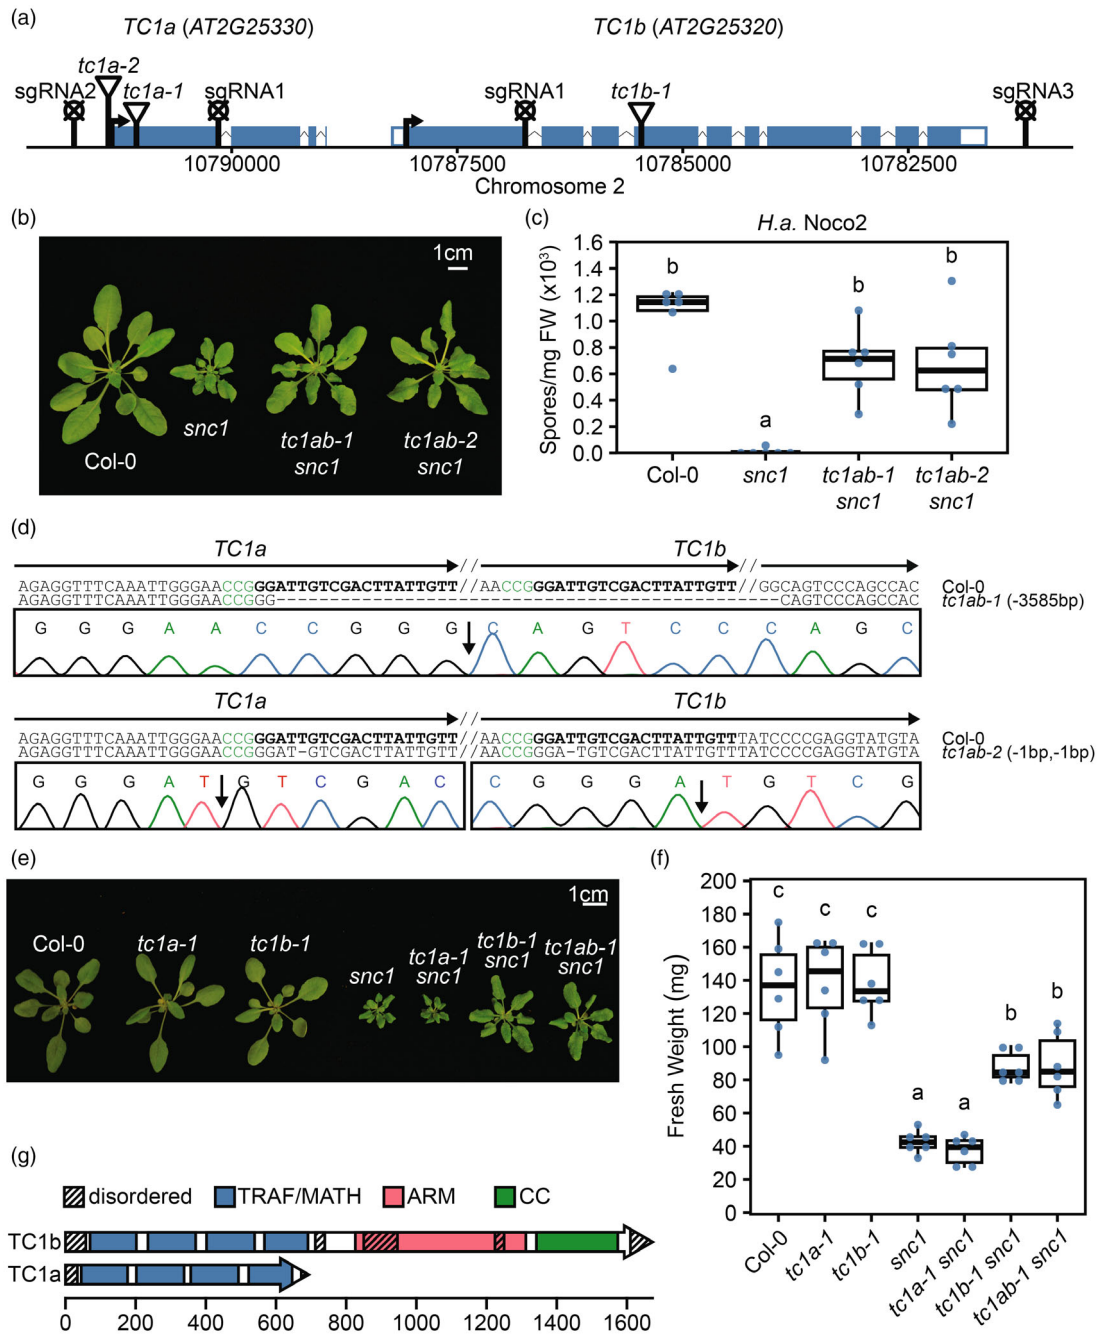 (a)
TC1a (AT2G25330)
TC1b (AT2G25320)
tc1a-2
sgRNA2
tc1a-1
sgRNA1
sgRNA1
tc1b-1
sgRNA3
10790000
10787500
10785000
10782500
Chromosome 2
(b)
1cm
Col-0
snc1
tc1ab-1
snc1
tc1ab-2
snc1
(c)
H.a. Noco2
Spores/mg FW (x10³)
1.6
1.4
1.2
1.0
0.8
0.6
0.4
0.2
0.0
b
a
b
b
Col-0
snc1
tc1ab-1
snc1
tc1ab-2
snc1
(d)
TC1a // TC1b //
AGAGGTTTCAAATTGGGAACCGGGATTGTCGACTTATTGTT//AACCGGGATTGTCGACTTATTGTT//GGCAGTCCCAGCCAC Col-0
AGAGGTTTCAAATTGGGAACCGGG------------------------------------------------CAGTCCCAGCCAC tc1ab-1 (-3585bp)
G G G A A C C G G G C A G T C C C A G C
TC1a // TC1b
AGAGGTTTCAAATTGGGAACCGGGATTGTCGACTTATTGTT//AACCGGGATTGTCGACTTATTGTTTATCCCCGAGGTATGTA Col-0
AGAGGTTTCAAATTGGGAACCGGGAT-GTCGACTTATTGTT//AACCGGGA-TGTCGACTTATTGTTTATCCCCGAGGTATGTA tc1ab-2 (-1bp,-1bp)
G G G A T G T C G A C
C G G G A T G T C G
(e)
1cm
Col-0
tc1a-1
tc1b-1
snc1
tc1a-1
snc1
tc1b-1
snc1
tc1ab-1
snc1
(f)
Fresh Weight (mg)
200
180
160
140
120
100
80
60
40
20
0
c
c
c
a
a
b
b
Col-0
tc1a-1
tc1b-1
snc1
tc1a-1 snc1
tc1b-1 snc1
tc1ab-1 snc1
(g)
disordered
TRAF/MATH
ARM
CC
TC1b
TC1a
0 200 400 600 800 1000 1200 1400 1600